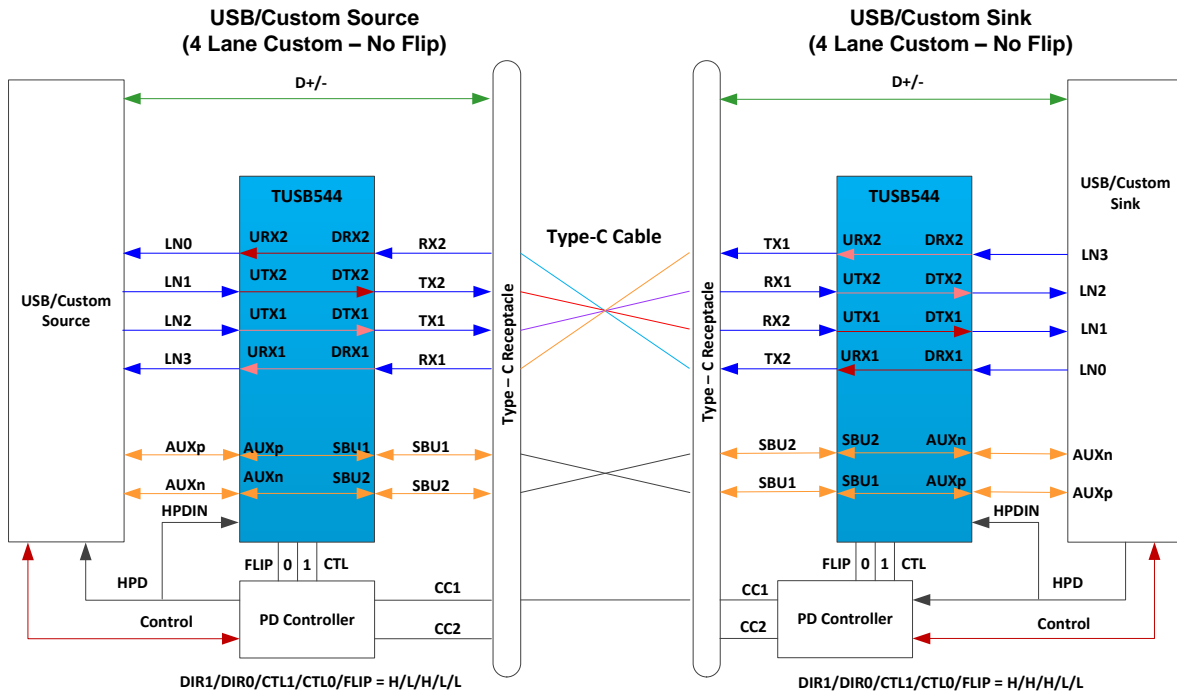 USB/Custom Source
(4 Lane Custom – No Flip)
USB/Custom Sink
(4 Lane Custom – No Flip)
D+/-
D+/-
USB/Custom
Source
TUSB544
LN0
URX2
DRX2
RX2
LN1
UTX2
DTX2
TX2
LN2
UTX1
DTX1
TX1
LN3
URX1
DRX1
RX1
AUXp
AUXp
SBU1
SBU1
AUXn
AUXn
SBU2
SBU2
HPDIN
FLIP
0
1
CTL
HPD
Control
PD Controller
CC1
CC2
Type – C Receptacle
Type-C Cable
Type – C Receptacle
TUSB544
USB/Custom
Sink
TX1
URX2
DRX2
LN3
RX1
UTX2
DTX2
LN2
RX2
UTX1
DTX1
LN1
TX2
URX1
DRX1
LN0
SBU2
SBU2
AUXn
AUXn
SBU1
SBU1
AUXp
AUXp
HPDIN
FLIP
0
1
CTL
HPD
CC1
CC2
PD Controller
Control
DIR1/DIR0/CTL1/CTL0/FLIP = H/L/H/L/L
DIR1/DIR0/CTL1/CTL0/FLIP = H/H/H/L/L